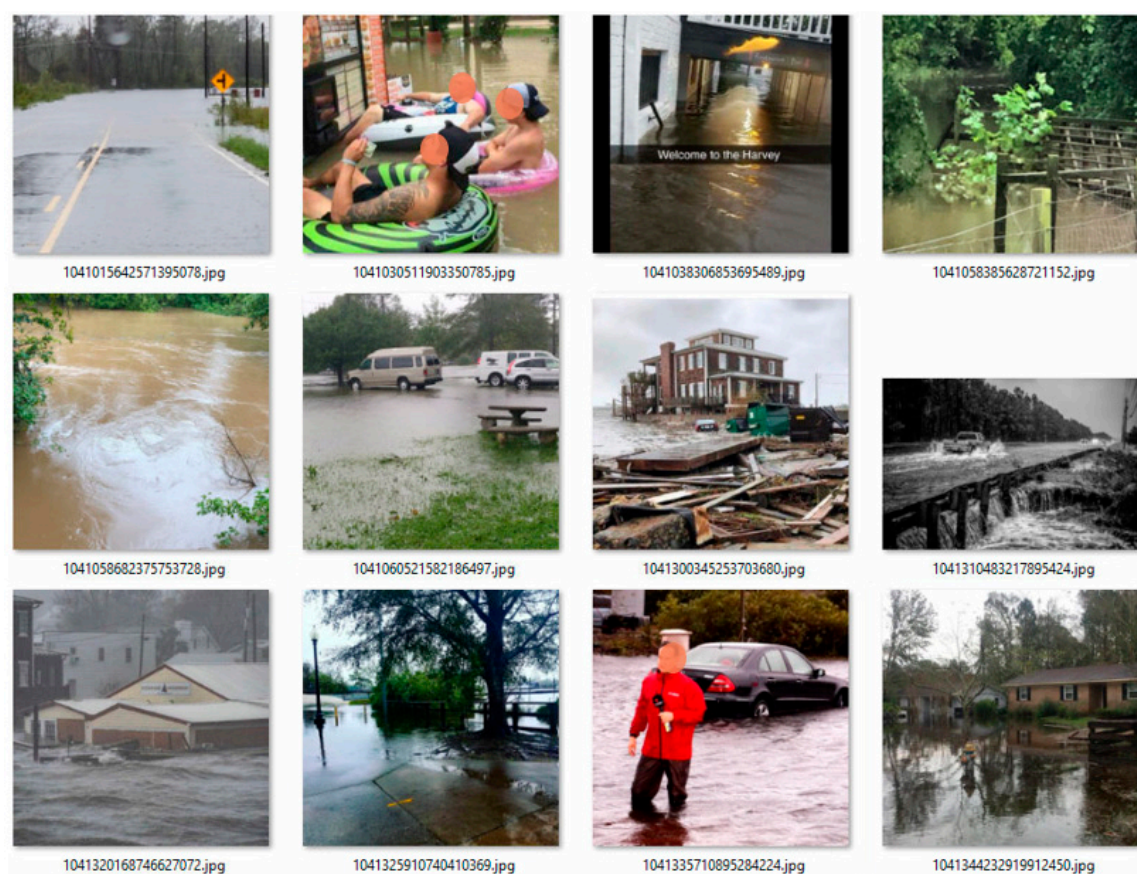 1041015642571395078.jpg
1041030511903350785.jpg
Welcome to the Harvey
1041038306853695489.jpg
1041058385628721152.jpg
1041058682375753728.jpg
1041060521582186497.jpg
1041300345253703680.jpg
1041310483217895424.jpg
1041320168746627072.jpg
1041325910740410369.jpg
1041335710895284224.jpg
1041344232919912450.jpg